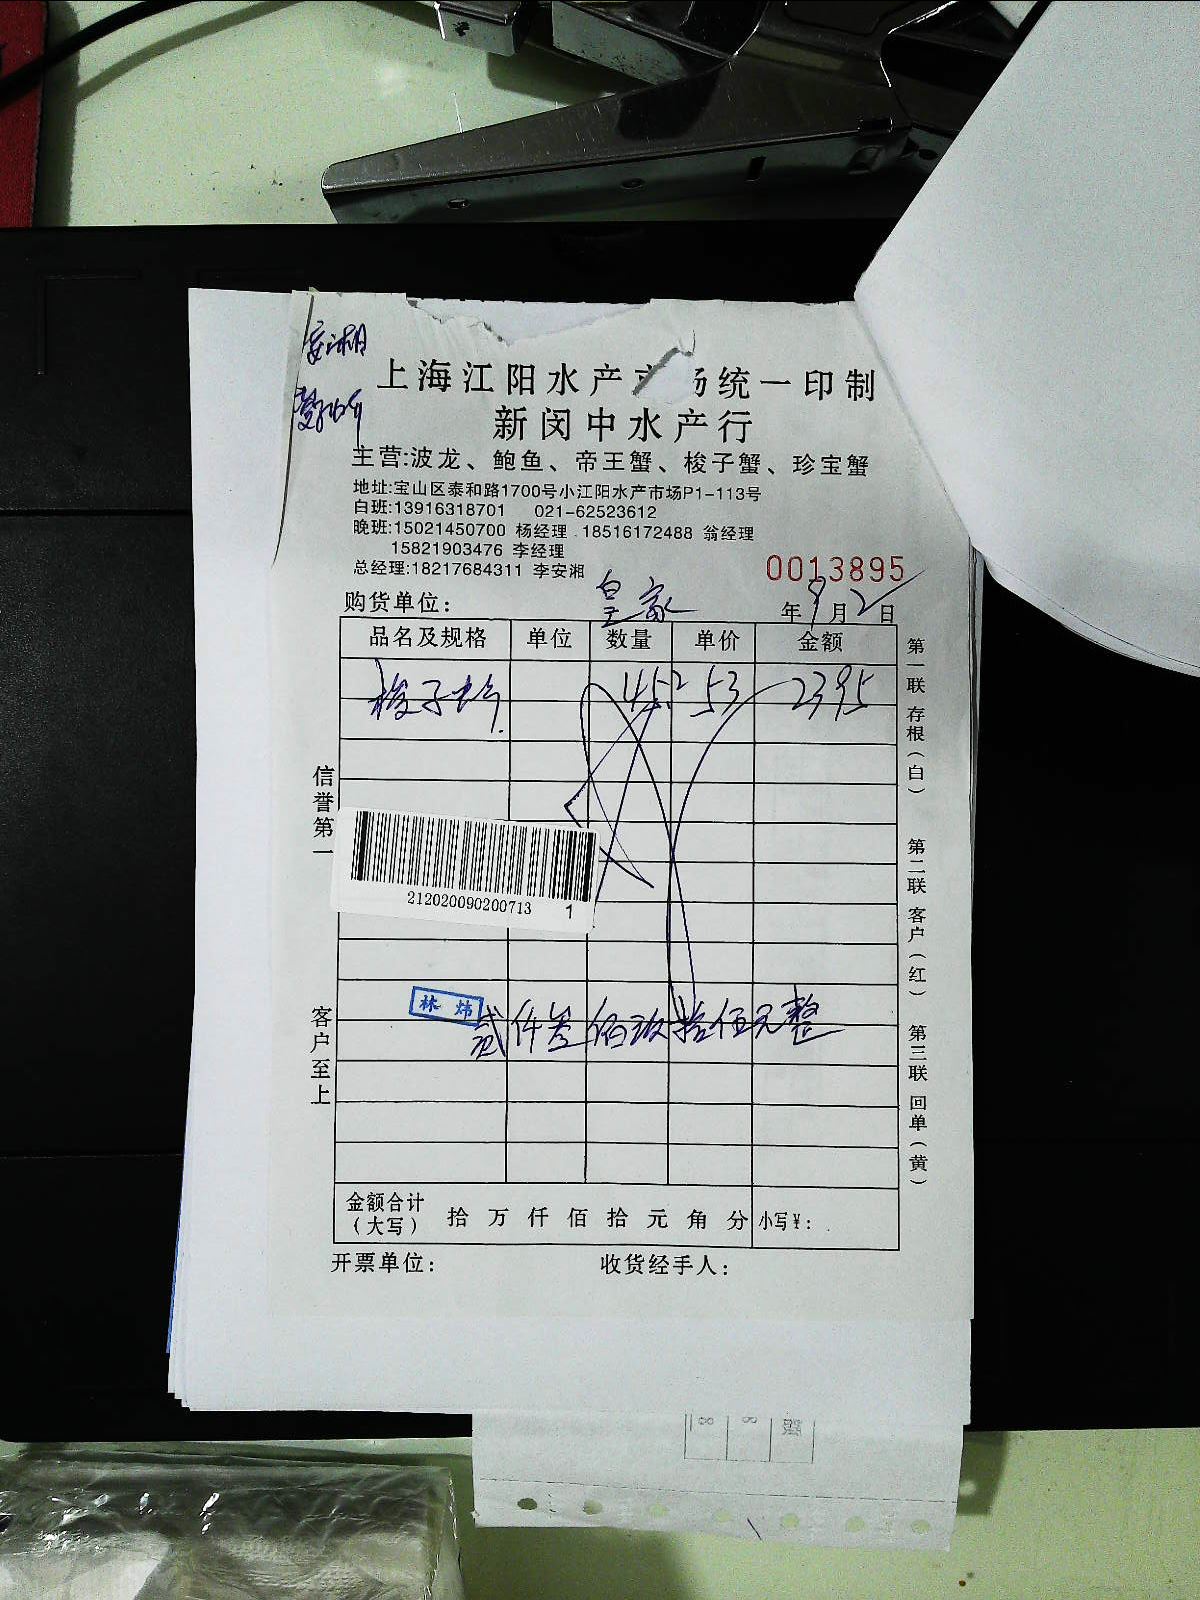 安湘
上海江阳水产市场统一印制
新闵中水产行
主营:波龙、鲍鱼、帝王蟹、梭子蟹、珍宝蟹
地址:宝山区泰和路1700号小江阳水产市场P1-113号
白班:13916318701 021-62523612
晚班:15021450700 杨经理 18516172488 翁经理
15821903476 李经理
总经理:18217684311 李安湘
0013895
购货单位: 皇家 年 9 月 2 日
品名及规格 单位 数量 单价 金额
梭子蟹 45.2 53 2395
212020090200713 1
林炜
贰仟叁佰玖拾伍元整
金额合计(大写) 拾 万 仟 佰 拾 元 角 分 小写¥:
开票单位: 收货经手人:
信誉第一
客户至上
第一联 存根(白)
第二联 客户(红)
第三联 回单(黄)